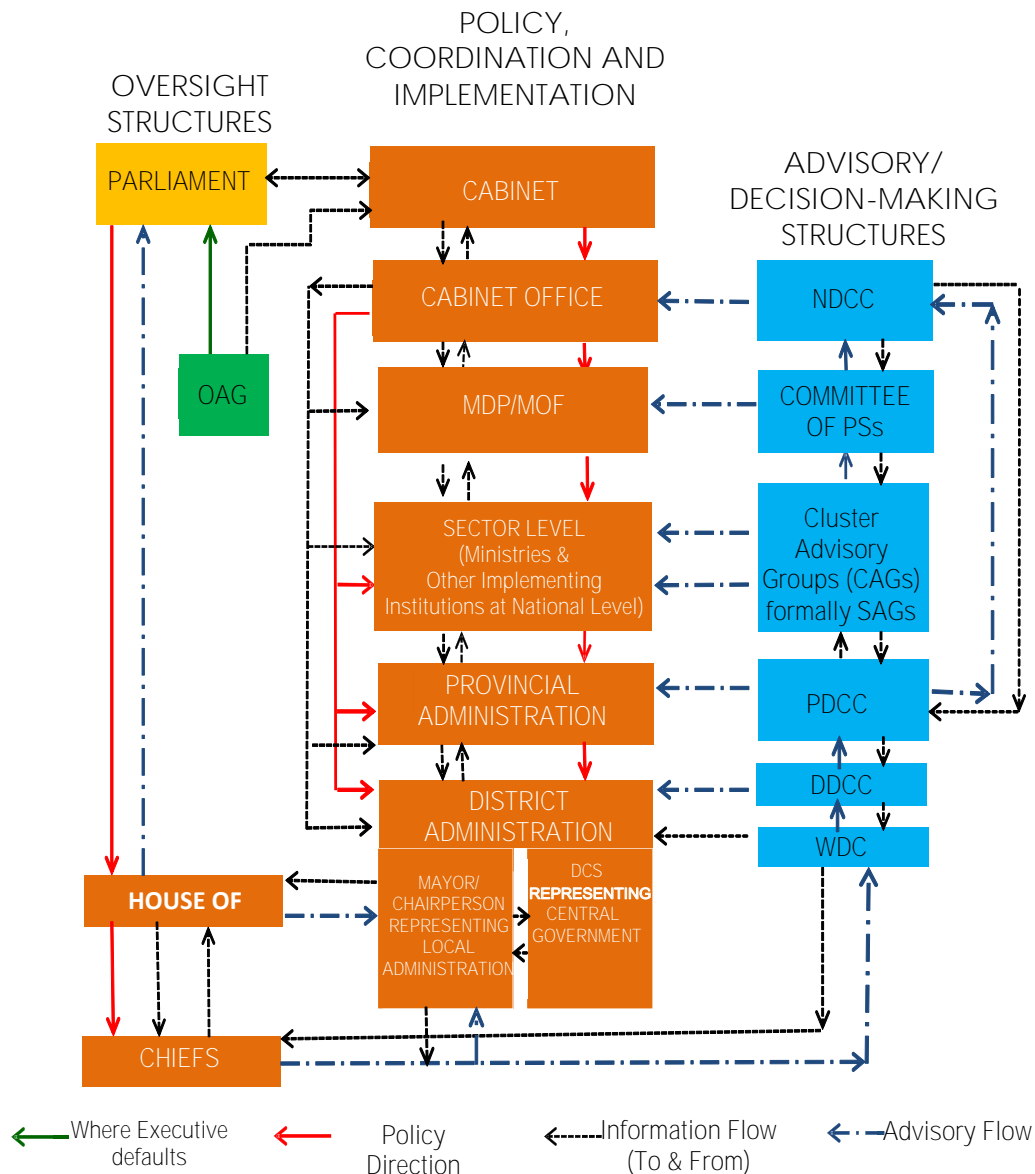 POLICY,
COORDINATION AND
IMPLEMENTATION
OVERSIGHT
STRUCTURES
ADVISORY/
DECISION-MAKING
STRUCTURES
PARLIAMENT
CABINET
CABINET OFFICE
NDCC
OAG
MDP/MOF
COMMITTEE
OF PSs
SECTOR LEVEL
(Ministries &
Other Implementing
Institutions at National Level)
Cluster
Advisory
Groups (CAGs)
formally SAGs
PROVINCIAL
ADMINISTRATION
PDCC
DISTRICT
ADMINISTRATION
DDCC
WDC
HOUSE OF
MAYOR/
CHAIRPERSON
REPRESENTING
LOCAL
ADMINISTRATION
DCS
REPRESENTING
CENTRAL
GOVERNMENT
CHIEFS
Where Executive
defaults
Policy
Direction
Information Flow
(To & From)
Advisory Flow